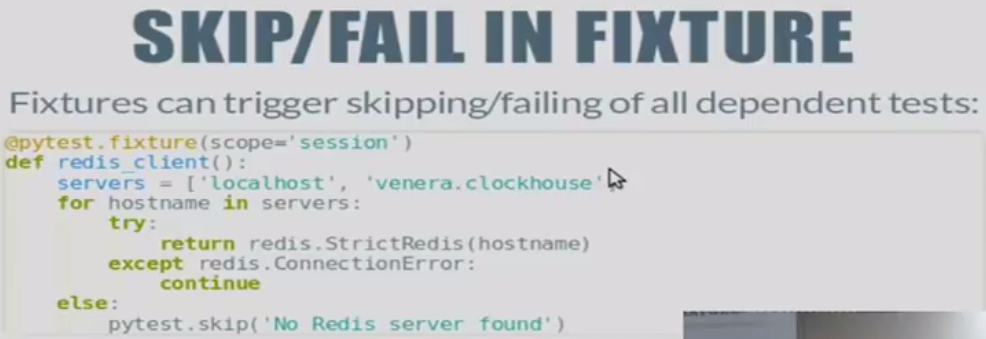 SKIP/FAIL IN FIXTURE
Fixtures can trigger skipping/failing of all dependent tests:
@pytest.fixture(scope='session')
def redis_client():
    servers = ['localhost', 'venera.clockhouse'
    for hostname in servers:
        try:
            return redis.StrictRedis(hostname)
        except redis.ConnectionError:
            continue
    else:
        pytest.skip('No Redis server found')